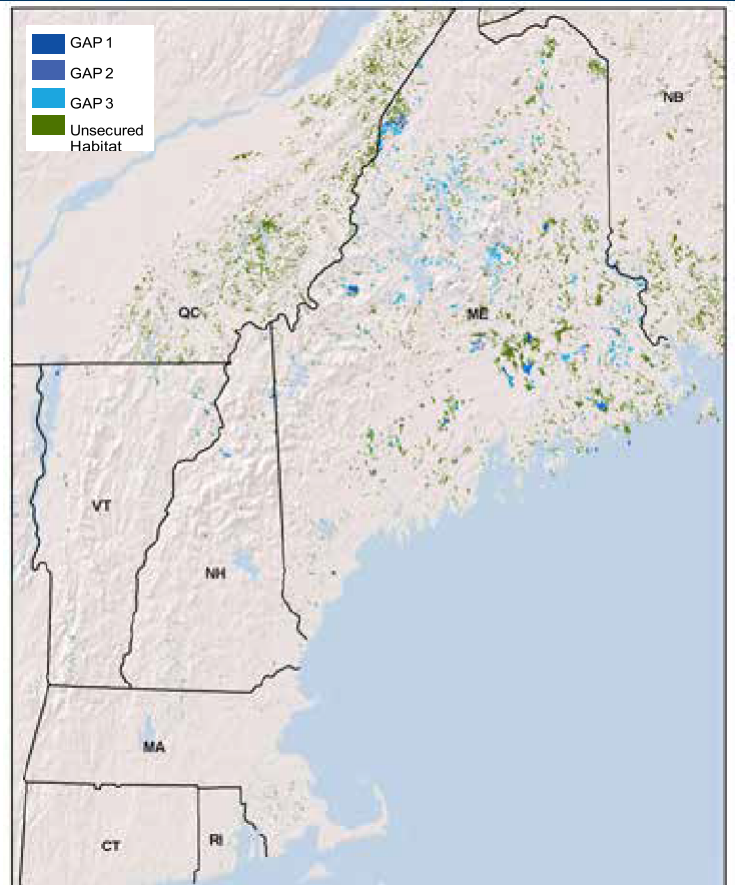 GAP 1
GAP 2
GAP 3
Unsecured
Habitat
NB
QC
ME
VT
NH
MA
CT
RI